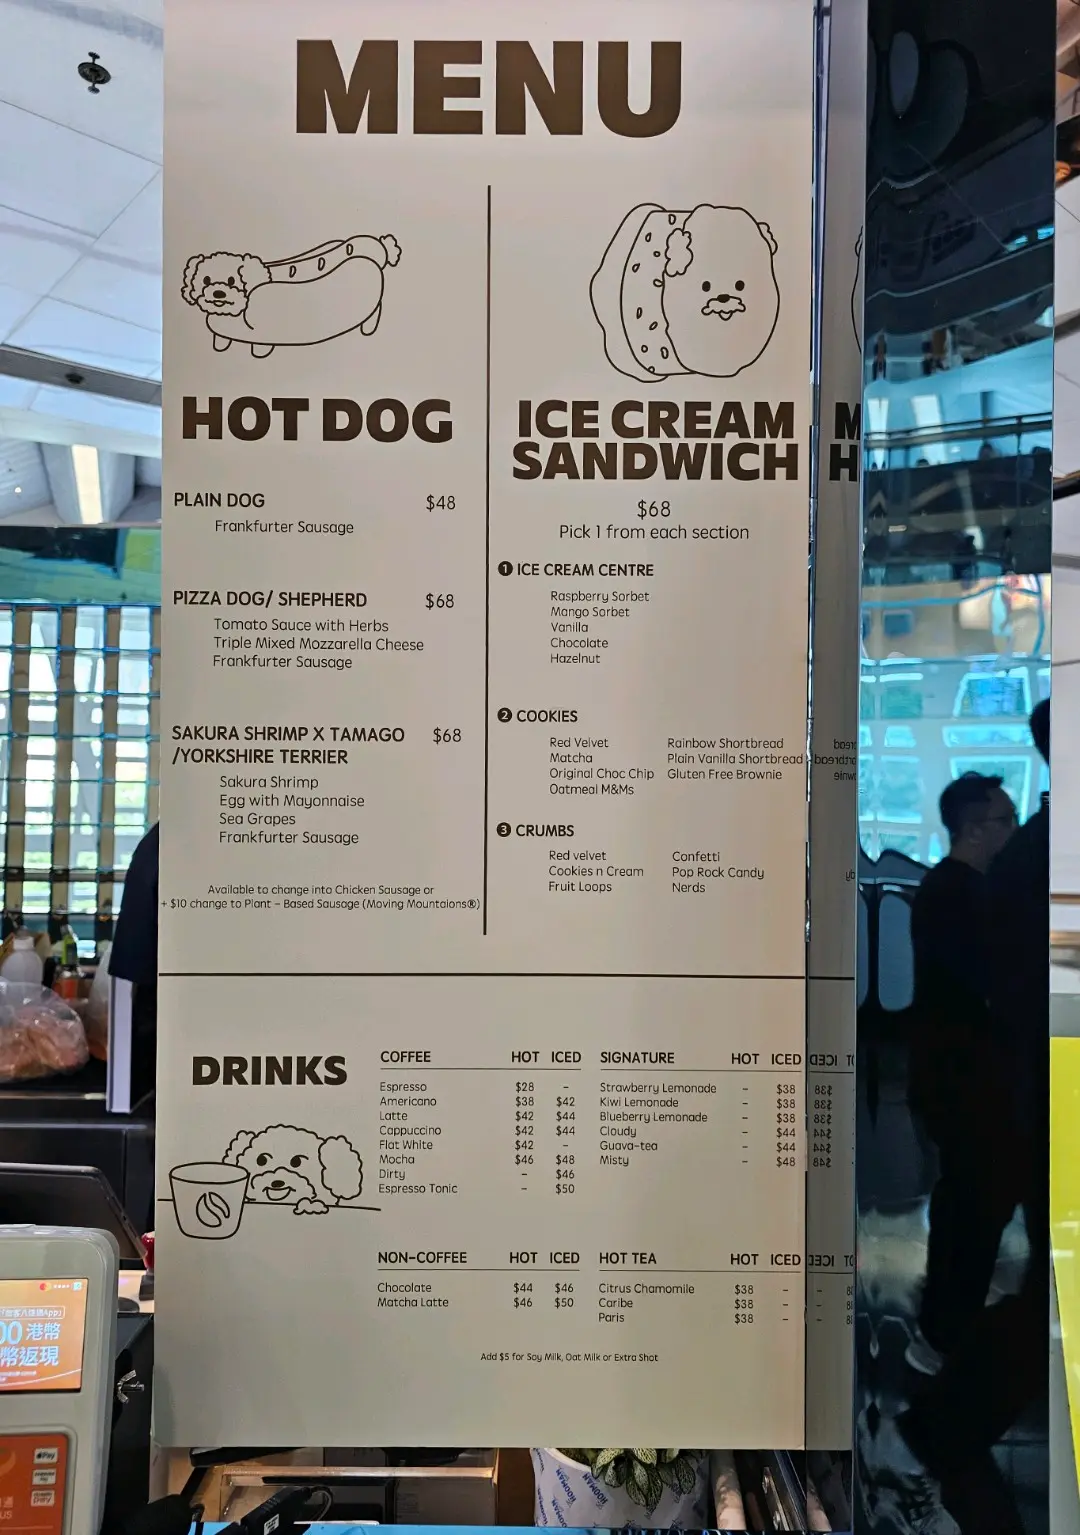 MENU
HOT DOG
PLAIN DOG $48
Frankfurter Sausage
PIZZA DOG/ SHEPHERD $68
Tomato Sauce with Herbs
Triple Mixed Mozzarella Cheese
Frankfurter Sausage
SAKURA SHRIMP X TAMAGO $68
/YORKSHIRE TERRIER
Sakura Shrimp
Egg with Mayonnaise
Sea Grapes
Frankfurter Sausage
Available to change into Chicken Sausage or
+ $10 change to Plant - Based Sausage (Moving Mountaions®)
ICE CREAM
SANDWICH
$68
Pick 1 from each section
1 ICE CREAM CENTRE
Raspberry Sorbet
Mango Sorbet
Vanilla
Chocolate
Hazelnut
2 COOKIES
Red Velvet Rainbow Shortbread
Matcha Plain Vanilla Shortbread
Original Choc Chip Gluten Free Brownie
Oatmeal M&Ms
3 CRUMBS
Red velvet Confetti
Cookies n Cream Pop Rock Candy
Fruit Loops Nerds
DRINKS
COFFEE HOT ICED
Espresso $28 -
Americano $38 $42
Latte $42 $44
Cappuccino $42 $44
Flat White $42 -
Mocha $46 $48
Dirty - $46
Espresso Tonic - $50
SIGNATURE HOT ICED
Strawberry Lemonade - $38
Kiwi Lemonade - $38
Blueberry Lemonade - $38
Cloudy - $44
Guava-tea - $44
Misty - $48
NON-COFFEE HOT ICED
Chocolate $44 $46
Matcha Latte $46 $50
HOT TEA HOT ICED
Citrus Chamomile $38 -
Caribe $38 -
Paris $38 -
Add $5 for Soy Milk, Oat Milk or Extra Shot
M
H
00 港幣
幣返現
Pay
HOOMAN